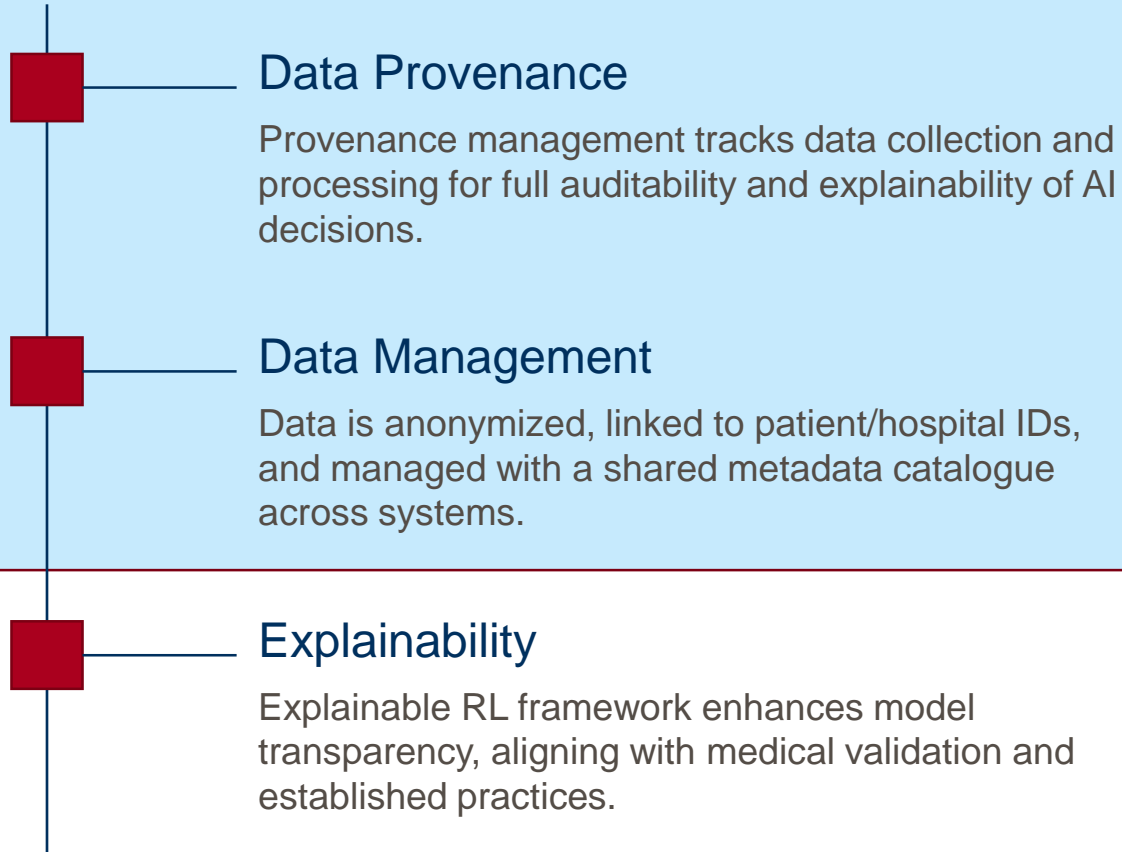 Data Provenance
Provenance management tracks data collection and
processing for full auditability and explainability of AI
decisions.
Data Management
Data is anonymized, linked to patient/hospital IDs,
and managed with a shared metadata catalogue
across systems.
Explainability
Explainable RL framework enhances model
transparency, aligning with medical validation and
established practices.